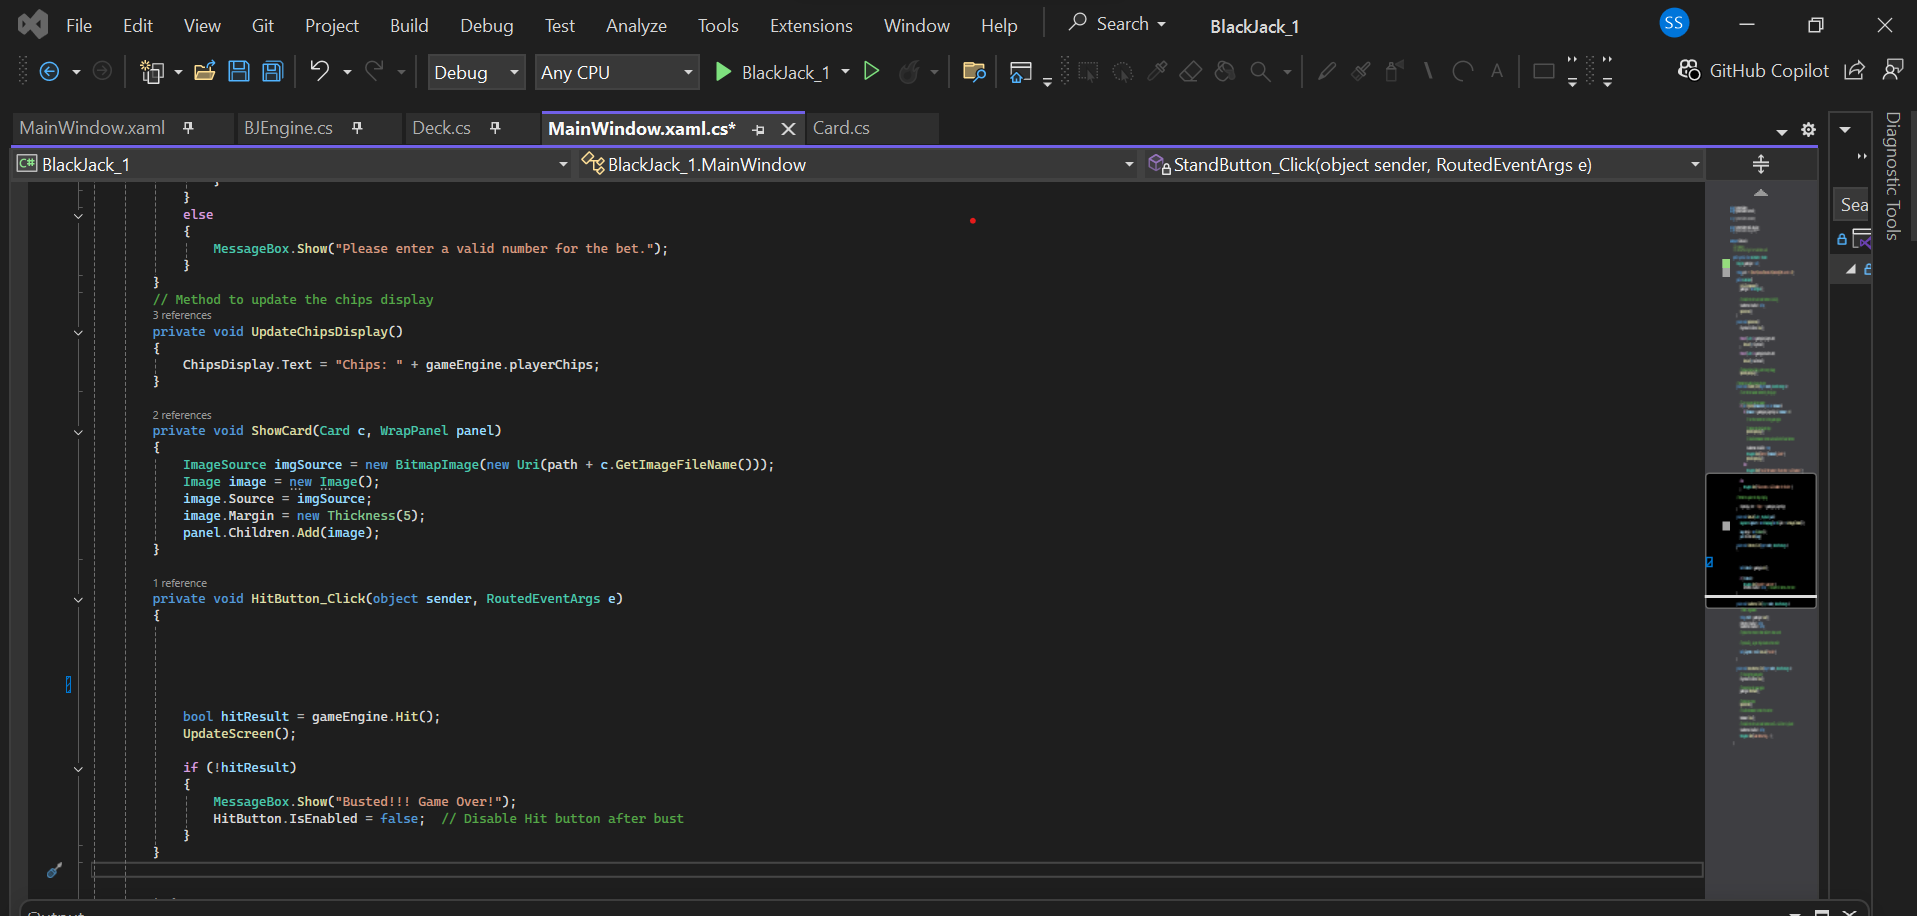 File Edit View Git Project Build Debug Test Analyze Tools Extensions Window Help Search BlackJack_1 SS
Debug Any CPU BlackJack_1 GitHub Copilot
MainWindow.xaml BJEngine.cs Deck.cs MainWindow.xaml.cs* Card.cs
C# BlackJack_1 BlackJack_1.MainWindow StandButton_Click(object sender, RoutedEventArgs e)
}
}
else
{
MessageBox.Show("Please enter a valid number for the bet.");
}
}
// Method to update the chips display
3 references
private void UpdateChipsDisplay()
{
ChipsDisplay.Text = "Chips: " + gameEngine.playerChips;
}
2 references
private void ShowCard(Card c, WrapPanel panel)
{
ImageSource imgSource = new BitmapImage(new Uri(path + c.GetImageFileName()));
Image image = new Image();
image.Source = imgSource;
image.Margin = new Thickness(5);
panel.Children.Add(image);
}
1 reference
private void HitButton_Click(object sender, RoutedEventArgs e)
{
bool hitResult = gameEngine.Hit();
UpdateScreen();
if (!hitResult)
{
MessageBox.Show("Busted!!! Game Over!");
HitButton.IsEnabled = false; // Disable Hit button after bust
}
}
Output
Sea
Diagnostic Tools